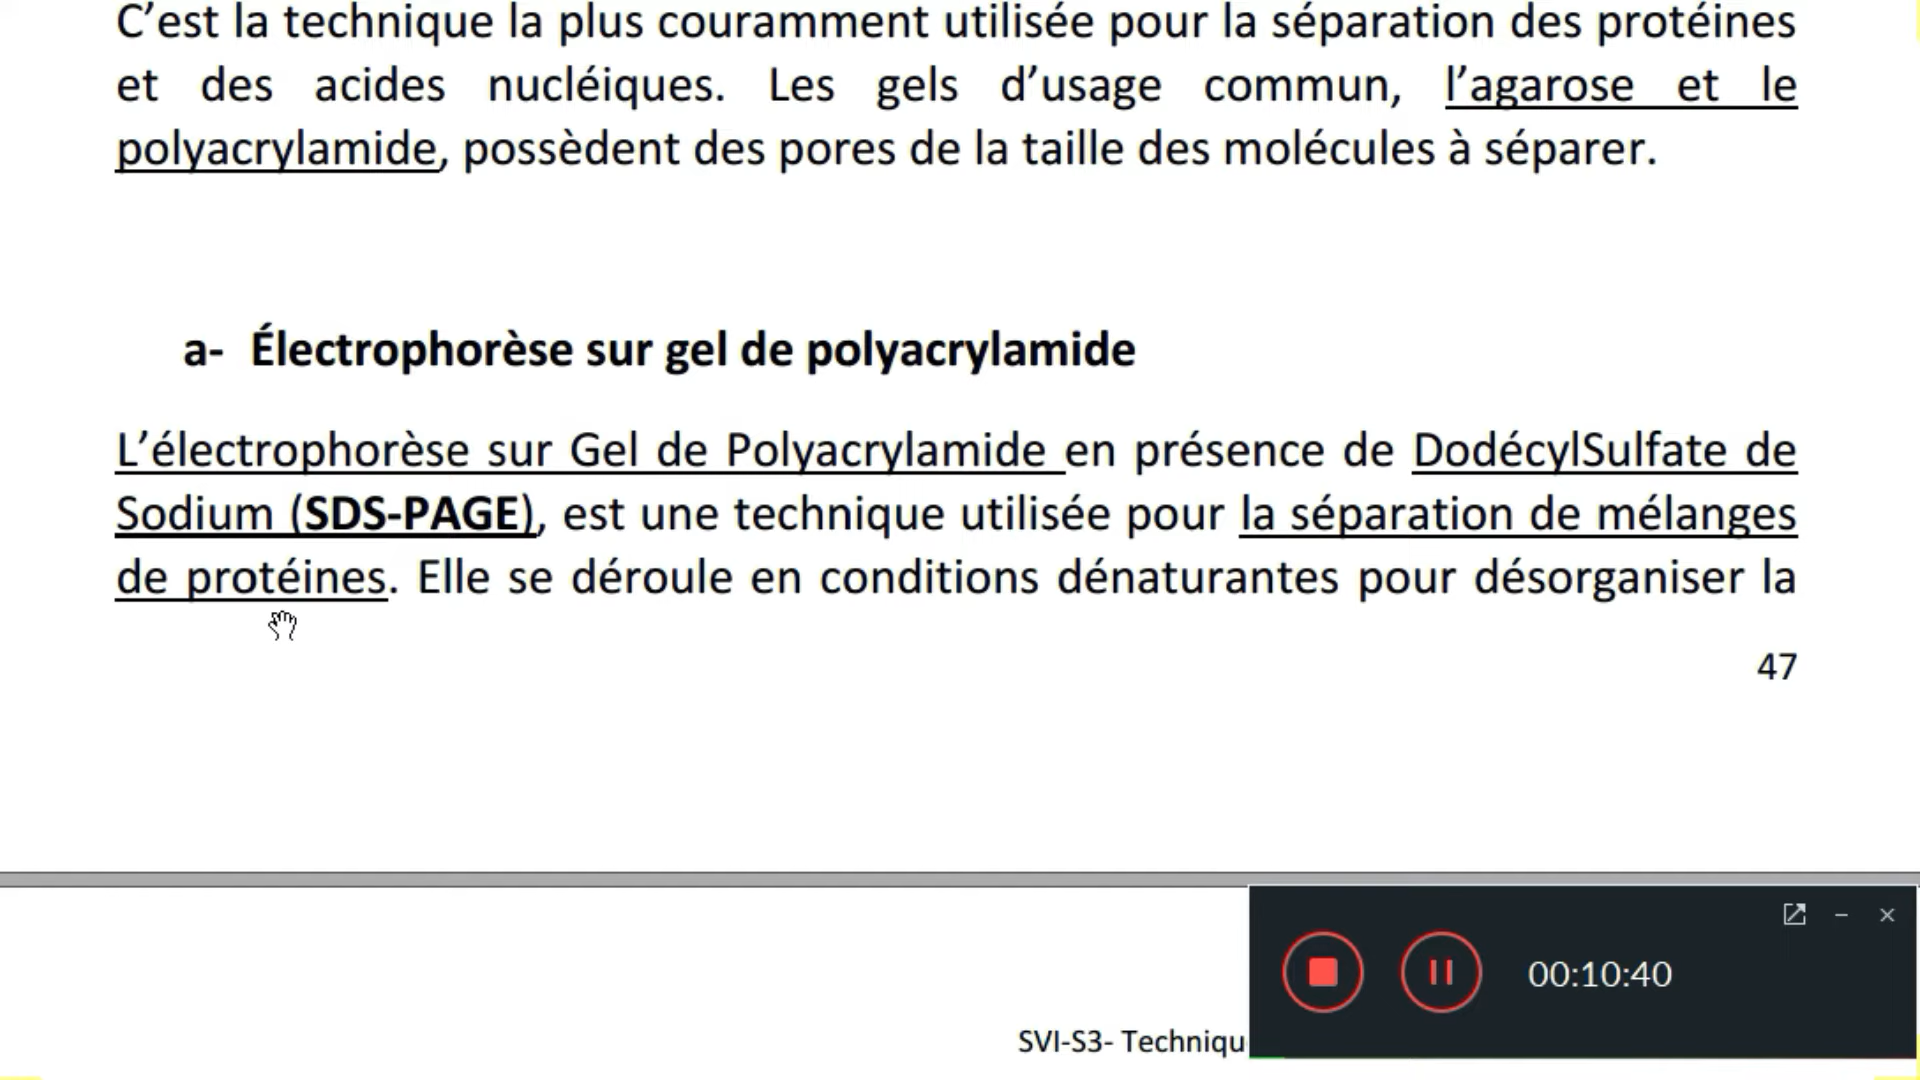 C’est la technique la plus couramment utilisée pour la séparation des protéines
et des acides nucléiques. Les gels d’usage commun, l’agarose et le
polyacrylamide, possèdent des pores de la taille des molécules à séparer.
a- Électrophorèse sur gel de polyacrylamide
L’électrophorèse sur Gel de Polyacrylamide en présence de DodécylSulfate de
Sodium (SDS-PAGE), est une technique utilisée pour la séparation de mélanges
de protéines. Elle se déroule en conditions dénaturantes pour désorganiser la
47
00:10:40
SVI-S3- Techniqu